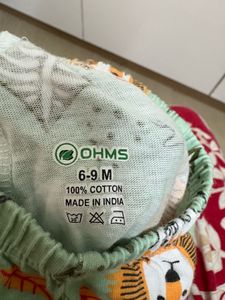 OHMS
6-9 M
100% COTTON
MADE IN INDIA